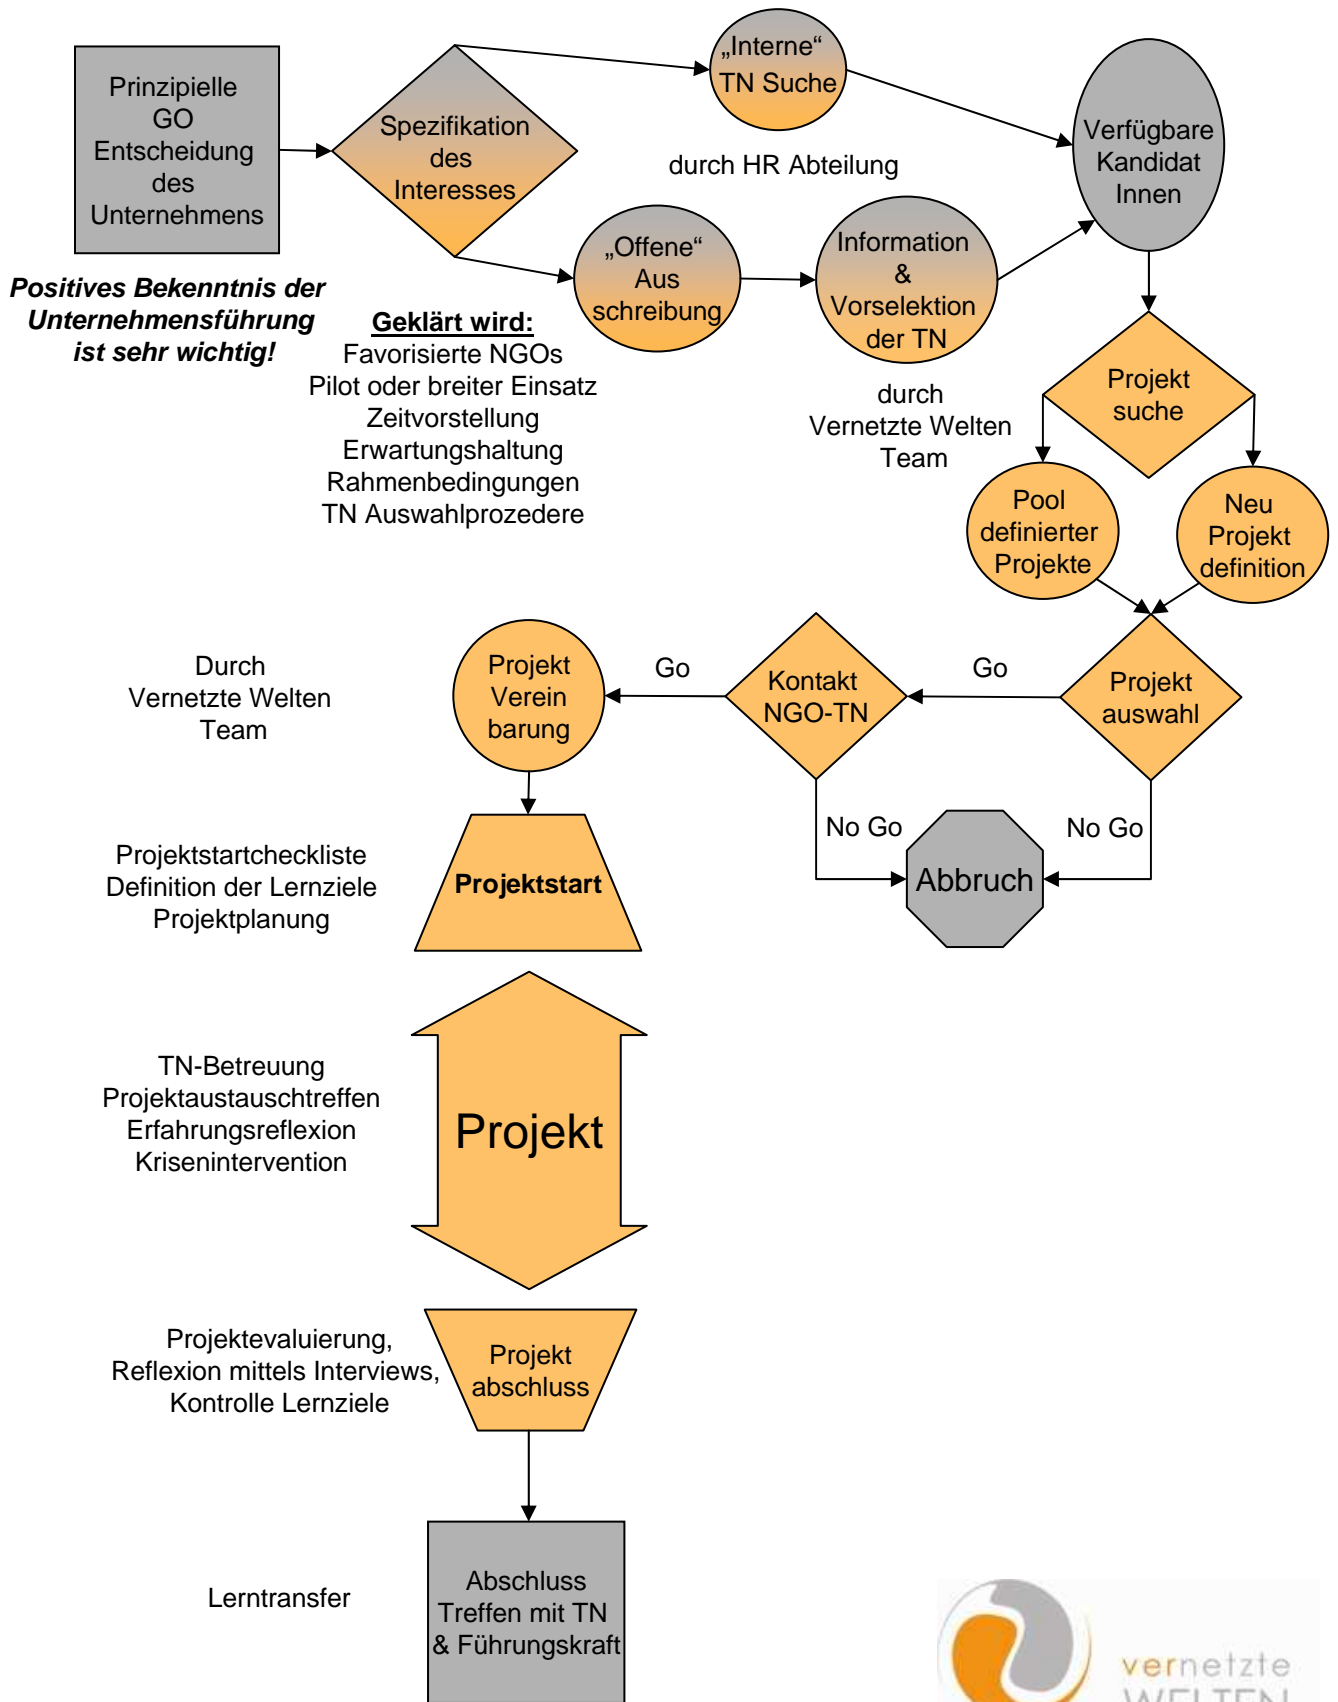 Prinzipielle
GO
Entscheidung
des
Unternehmens
Positives Bekenntnis der
Unternehmensführung
ist sehr wichtig!
Spezifikation
des
Interesses
Geklärt wird:
Favorisierte NGOs
Pilot oder breiter Einsatz
Zeitvorstellung
Erwartungshaltung
Rahmenbedingungen
TN Auswahlprozedere
„Interne“
TN Suche
durch HR Abteilung
„Offene“
Aus
schreibung
Information
&
Vorselektion
der TN
durch
Vernetzte Welten
Team
Verfügbare
Kandidat
Innen
Projekt
suche
Pool
definierter
Projekte
Neu
Projekt
definition
Projekt
auswahl
Go
No Go
Kontakt
NGO-TN
Go
No Go
Abbruch
Projekt
Verein
barung
Durch
Vernetzte Welten
Team
Projektstart
Projektstartcheckliste
Definition der Lernziele
Projektplanung
Projekt
TN-Betreuung
Projektaustauschtreffen
Erfahrungsreflexion
Krisenintervention
Projekt
abschluss
Projektevaluierung,
Reflexion mittels Interviews,
Kontrolle Lernziele
Abschluss
Treffen mit TN
& Führungskraft
Lerntransfer
vernetzte
WELTEN